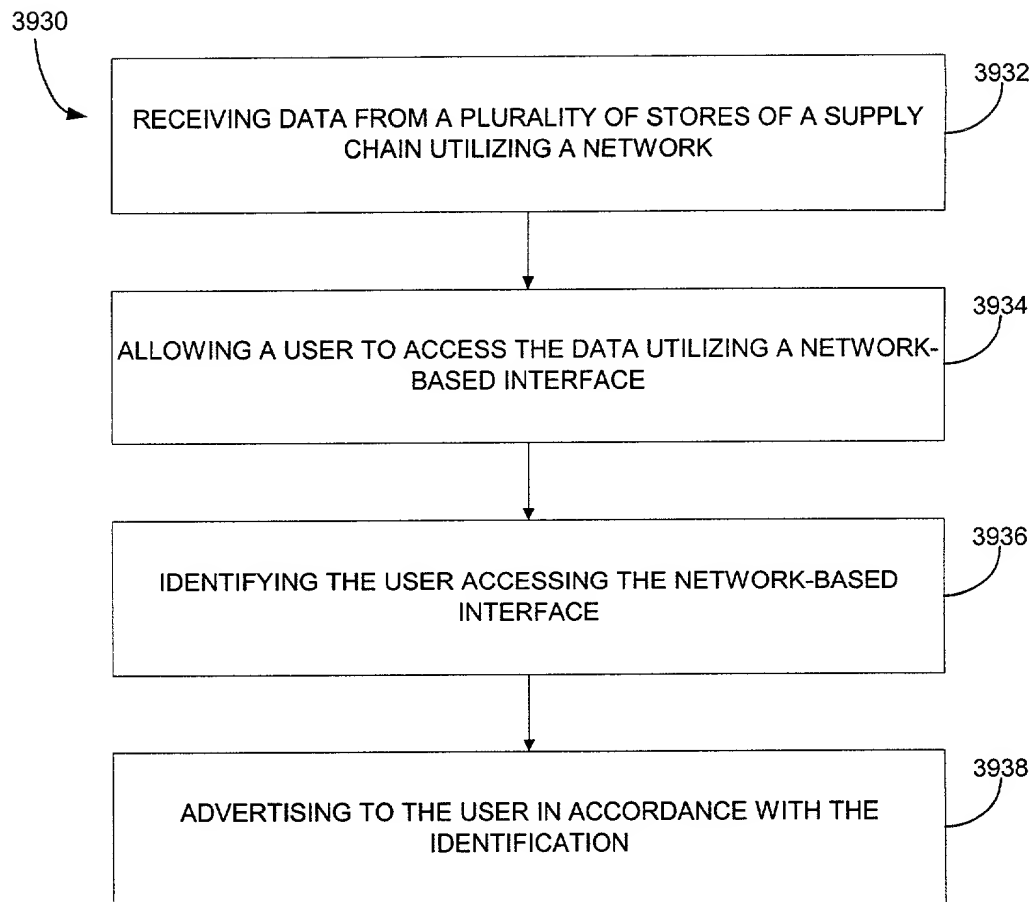 3930
3932
RECEIVING DATA FROM A PLURALITY OF STORES OF A SUPPLY
CHAIN UTILIZING A NETWORK
3934
ALLOWING A USER TO ACCESS THE DATA UTILIZING A NETWORK-
BASED INTERFACE
3936
IDENTIFYING THE USER ACCESSING THE NETWORK-BASED
INTERFACE
3938
ADVERTISING TO THE USER IN ACCORDANCE WITH THE
IDENTIFICATION